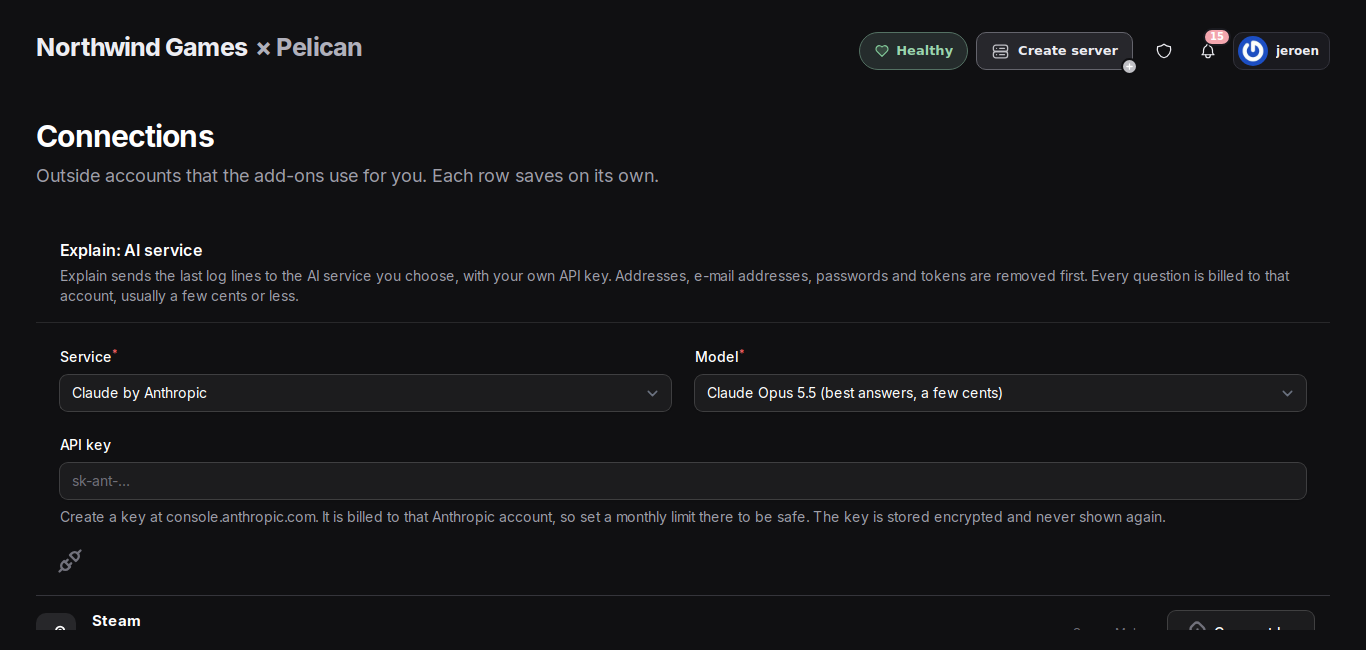 Northwind Games × Pelican
Healthy
Create server
15
jeroen
Connections
Outside accounts that the add-ons use for you. Each row saves on its own.
Explain: AI service
Explain sends the last log lines to the AI service you choose, with your own API key. Addresses, e-mail addresses, passwords and tokens are removed first. Every question is billed to that
account, usually a few cents or less.
Service*
Model*
Claude by Anthropic
Claude Opus 5.5 (best answers, a few cents)
API key
sk-ant-...
Create a key at console.anthropic.com. It is billed to that Anthropic account, so set a monthly limit there to be safe. The key is stored encrypted and never shown again.
Steam